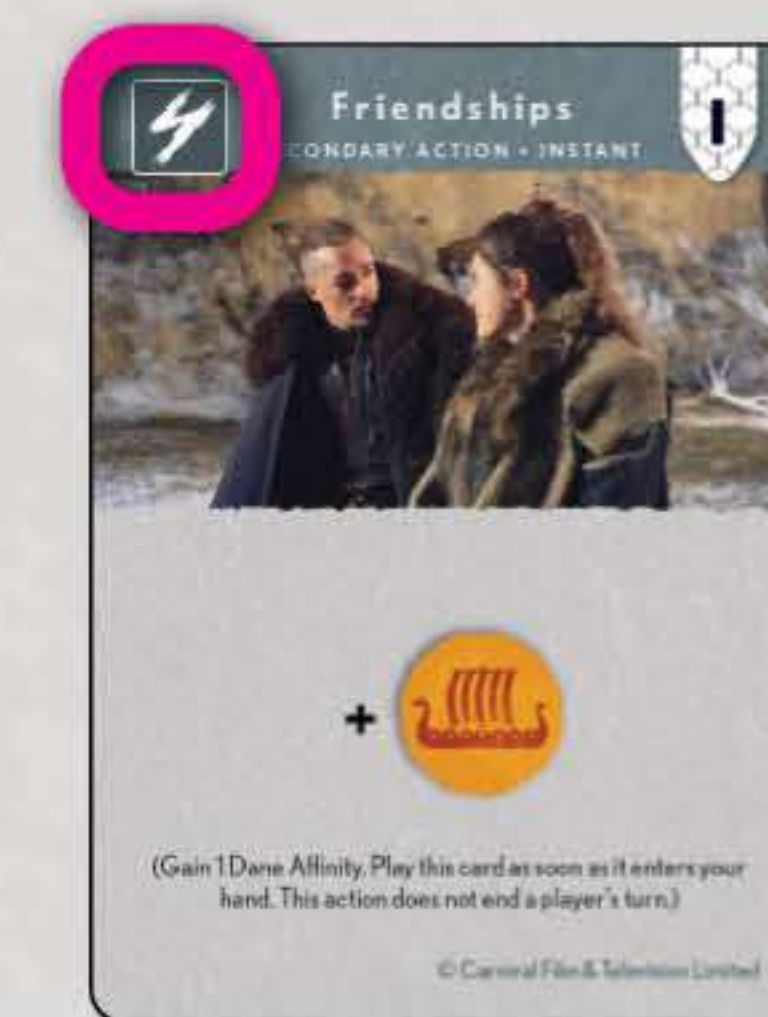 Friendships
CONDARY ACTION • INSTANT
I
+
(Gain 1 Dane Affinity. Play this card as soon as it enters your
hand. This action does not end a player's turn.)
© Carnival Film & Television Limited